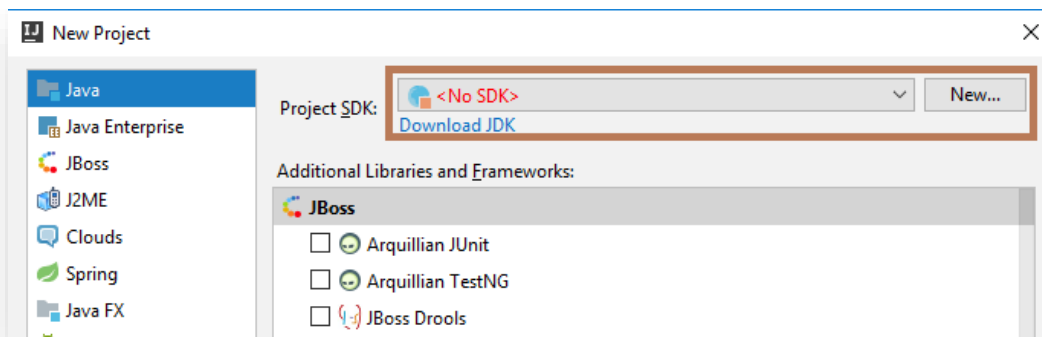 New Project
Java
Java Enterprise
JBoss
J2ME
Clouds
Spring
Java FX
Project SDK:
<No SDK>
New...
Download JDK
Additional Libraries and Frameworks:
JBoss
Arquillian JUnit
Arquillian TestNG
JBoss Drools